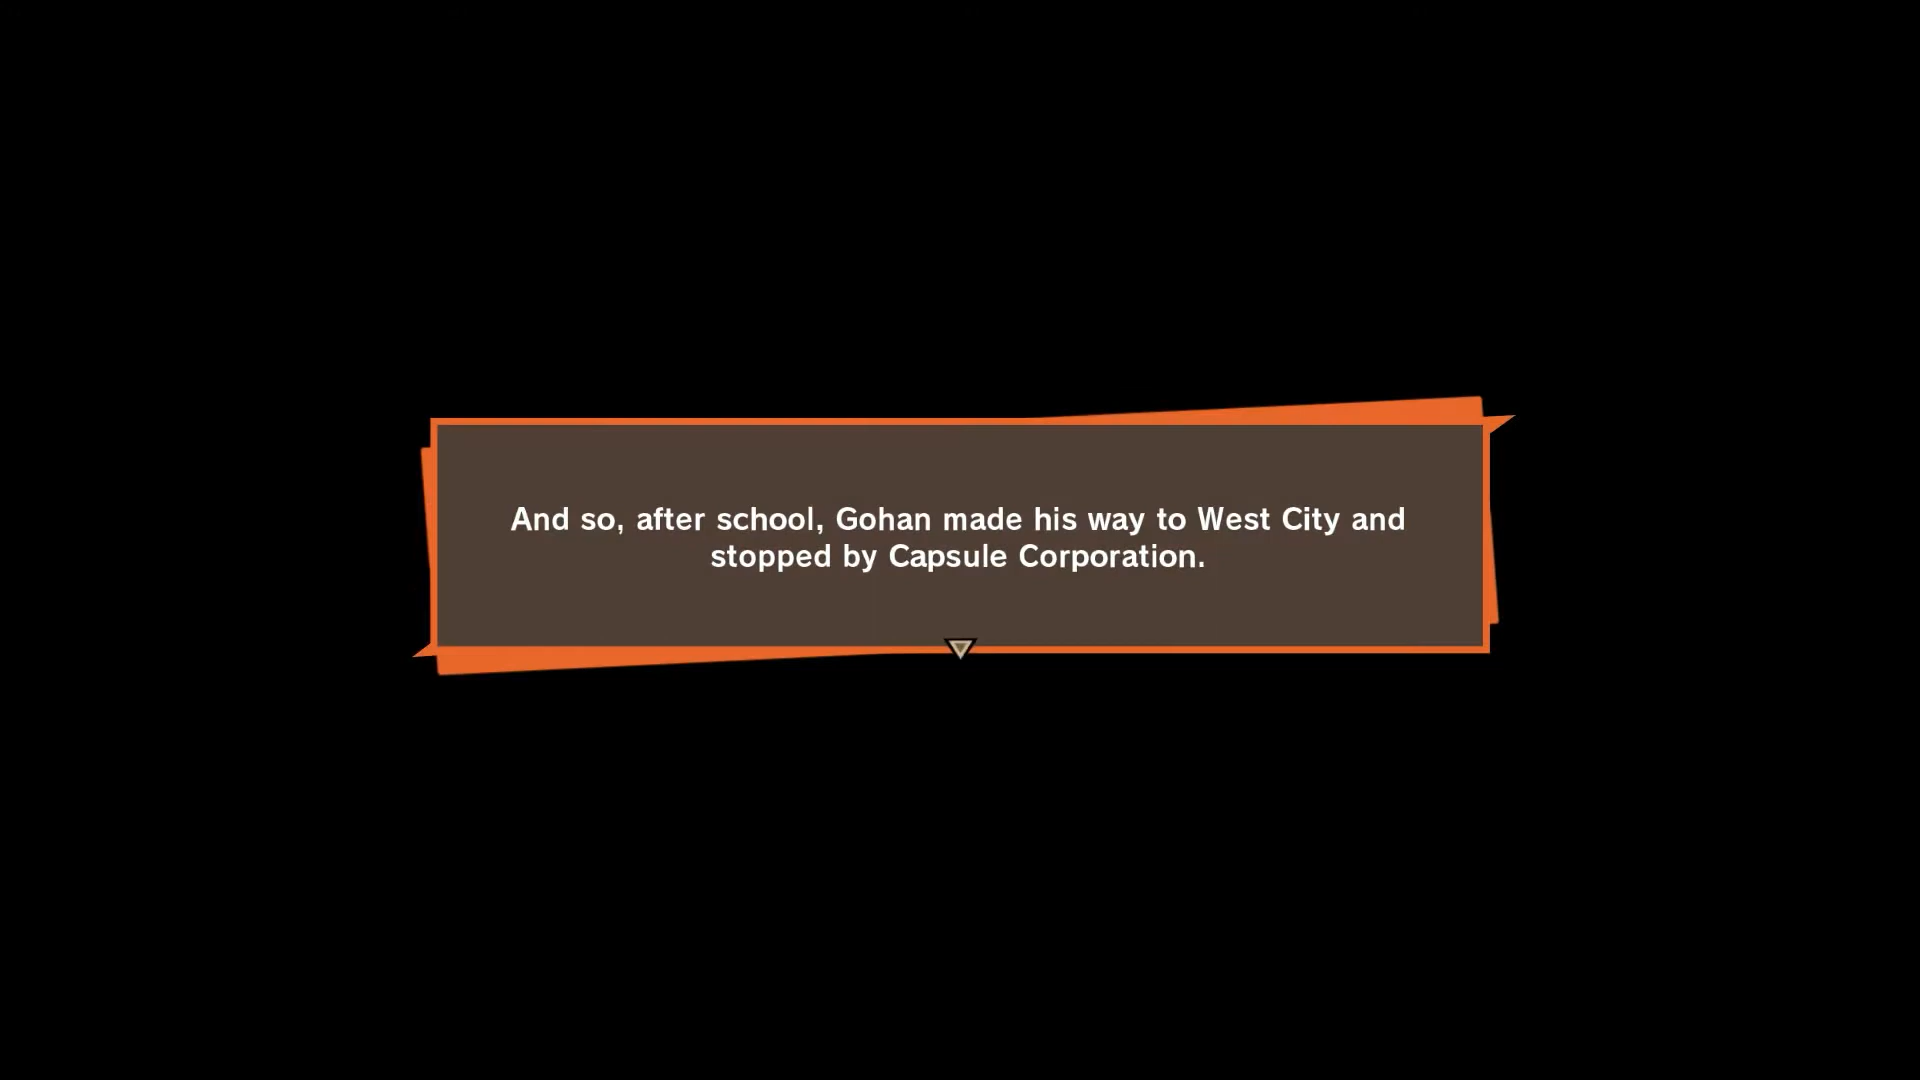 And so, after school, Gohan made his way to West City and
stopped by Capsule Corporation.